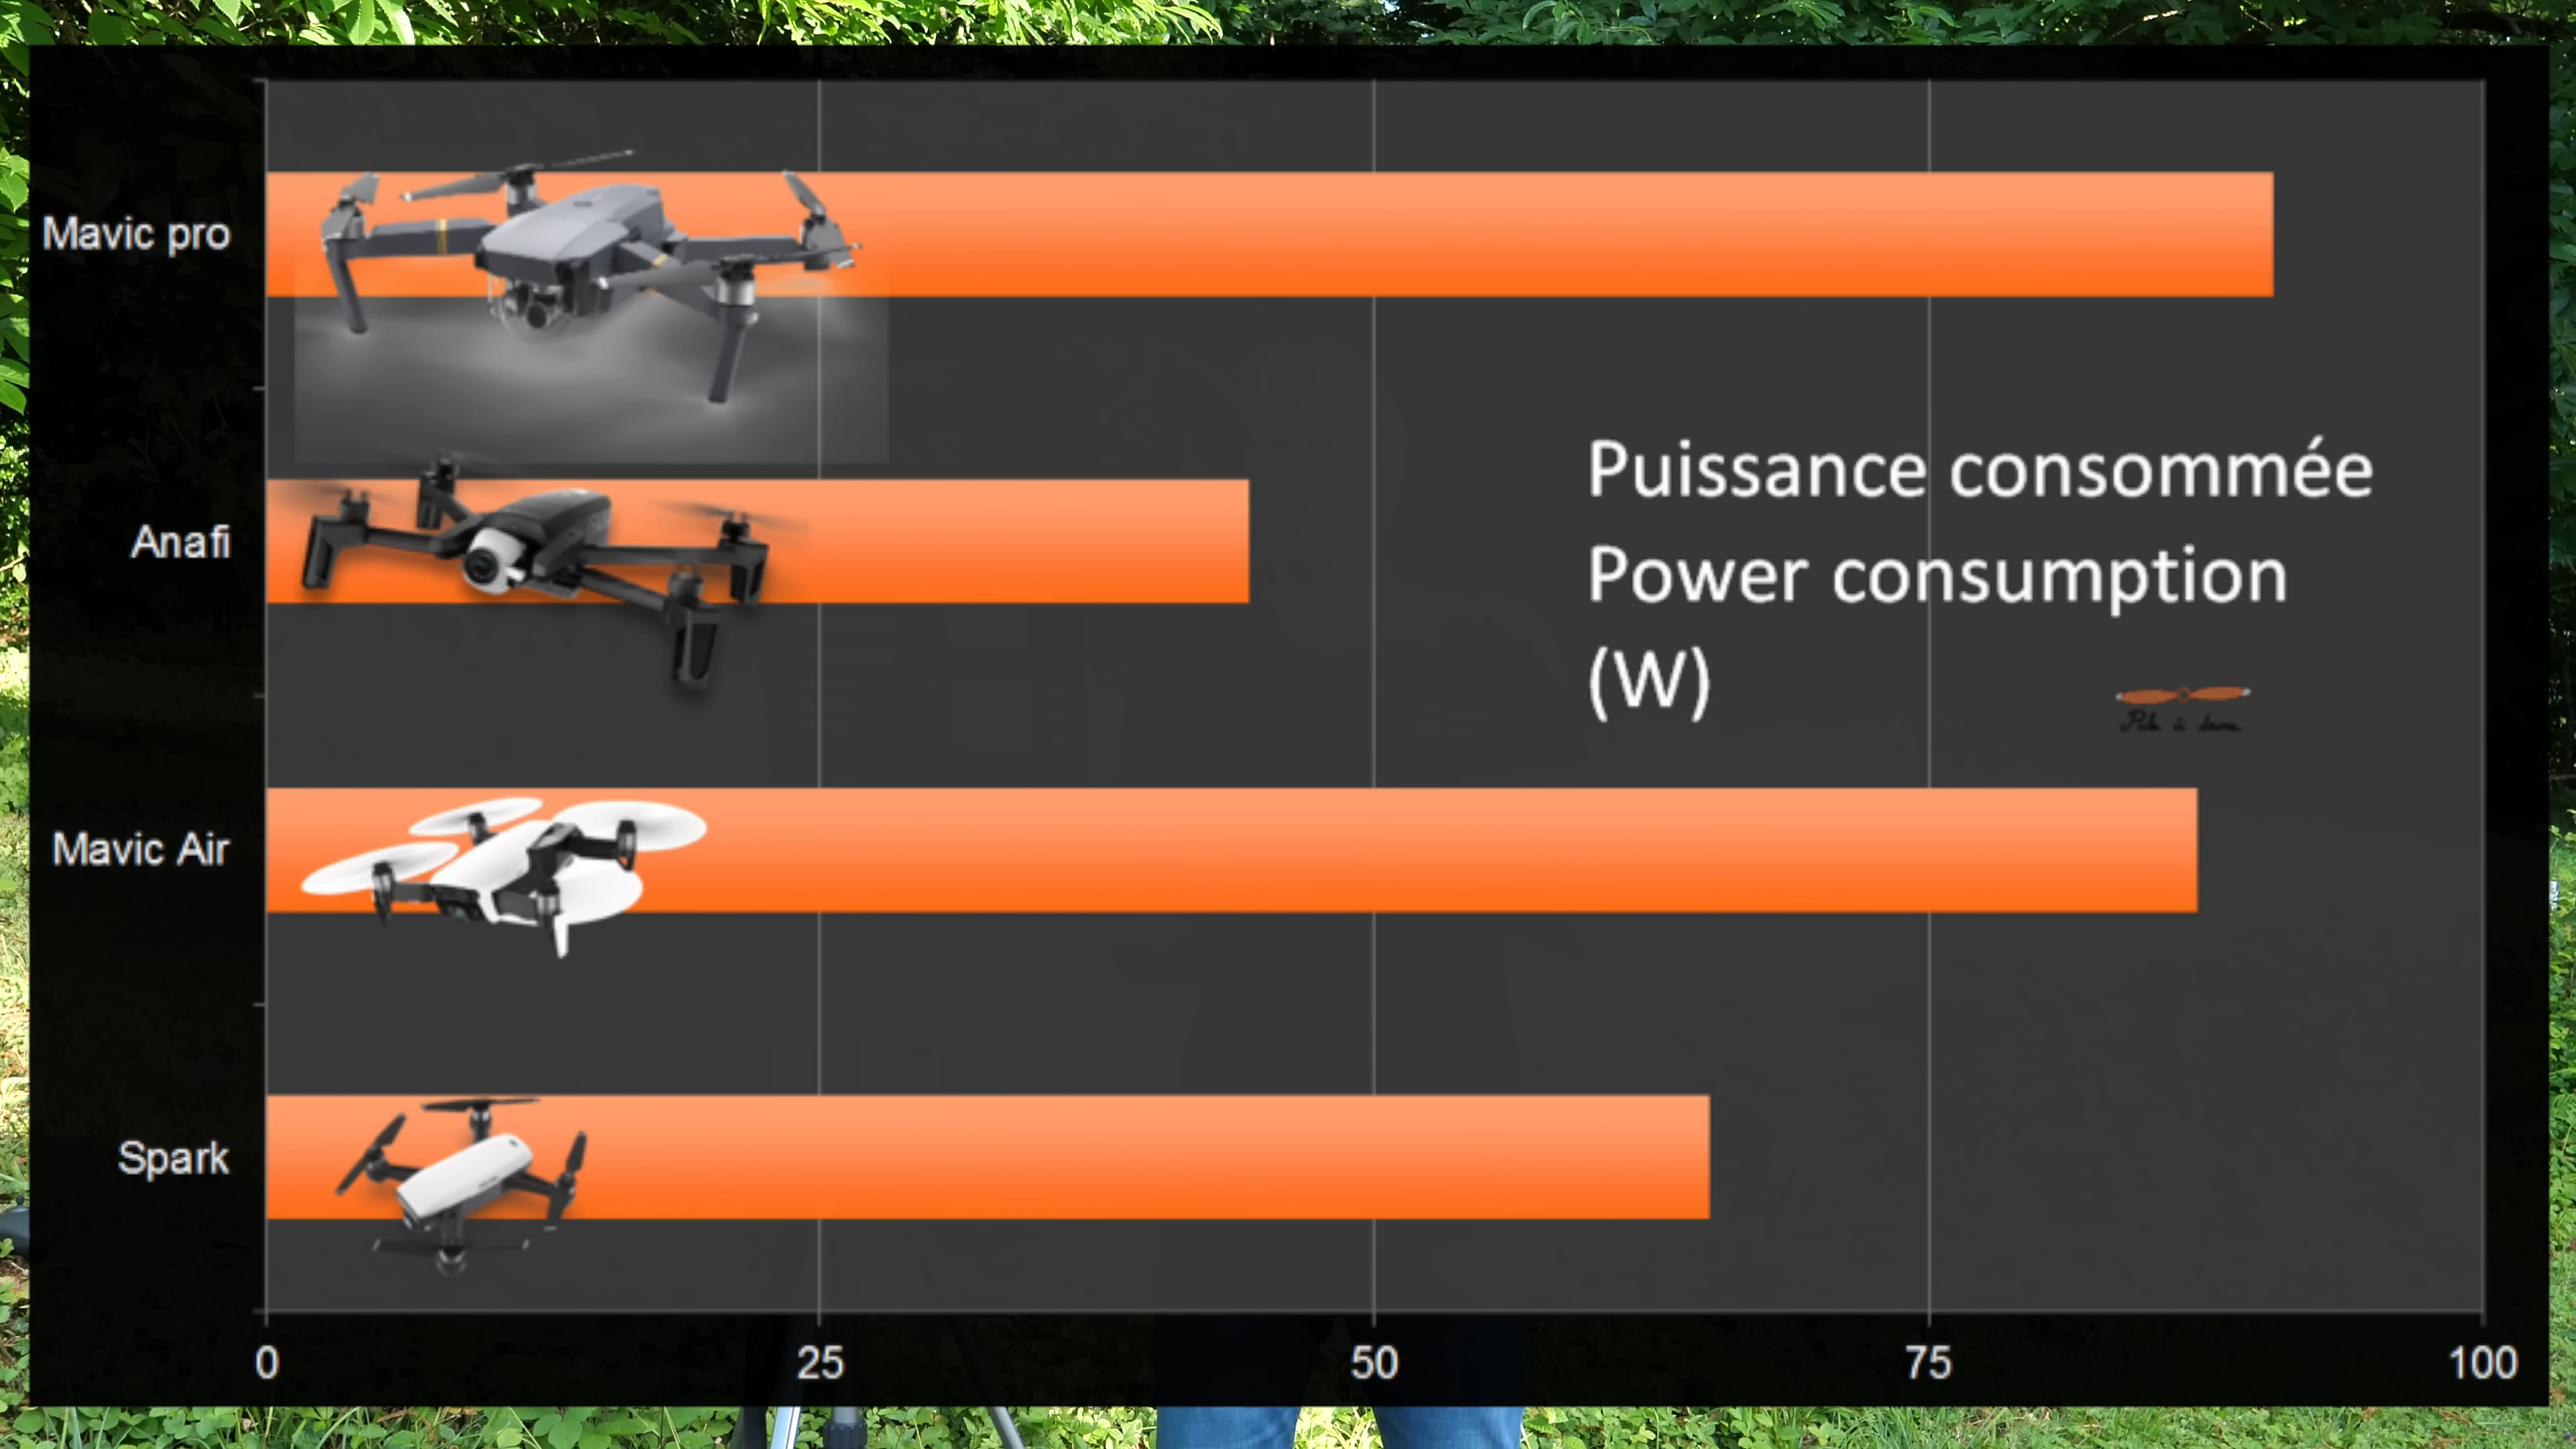 Mavic pro
Anafi
Puissance consommée
Power consumption
(W)
Mavic Air
Spark
0 25 50 75 100